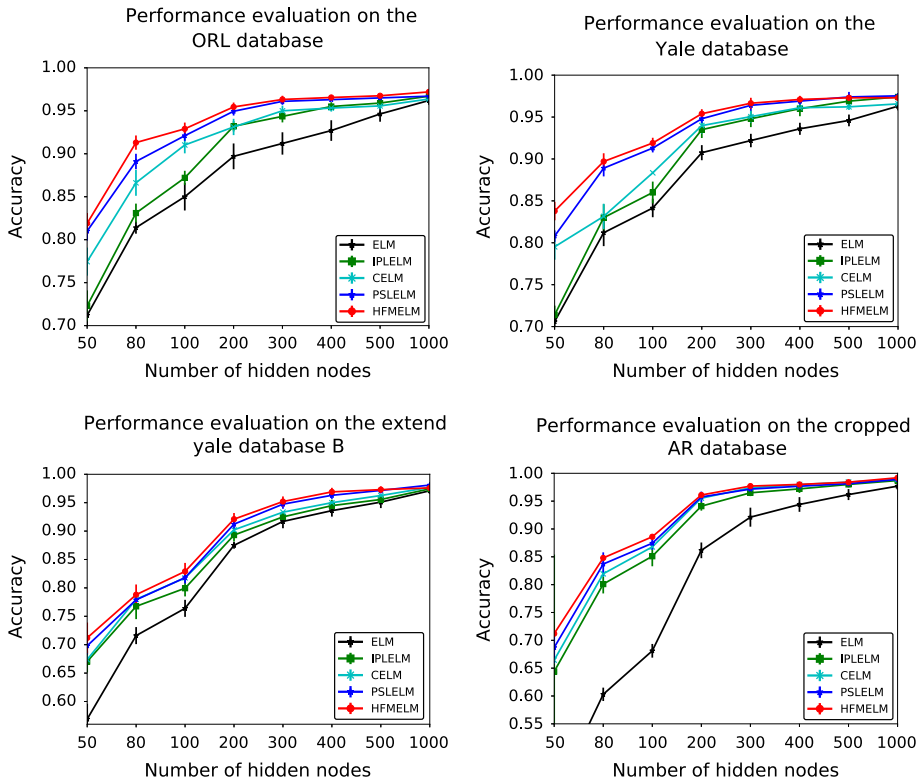 Performance evaluation on the
ORL database
1.00
0.95
0.90
0.85
0.80
0.75
0.70
Accuracy
ELM
IPLELM
CELM
PSLELM
HFMELM
50 80 100 200 300 400 500 1000
Number of hidden nodes
Performance evaluation on the
Yale database
1.00
0.95
0.90
0.85
0.80
0.75
0.70
Accuracy
ELM
IPLELM
CELM
PSLELM
HFMELM
50 80 100 200 300 400 500 1000
Number of hidden nodes
Performance evaluation on the extend
yale database B
1.00
0.95
0.90
0.85
0.80
0.75
0.70
0.65
0.60
Accuracy
ELM
IPLELM
CELM
PSLELM
HFMELM
50 80 100 200 300 400 500 1000
Number of hidden nodes
Performance evaluation on the cropped
AR database
1.00
0.95
0.90
0.85
0.80
0.75
0.70
0.65
0.60
0.55
Accuracy
ELM
IPLELM
CELM
PSLELM
HFMELM
50 80 100 200 300 400 500 1000
Number of hidden nodes